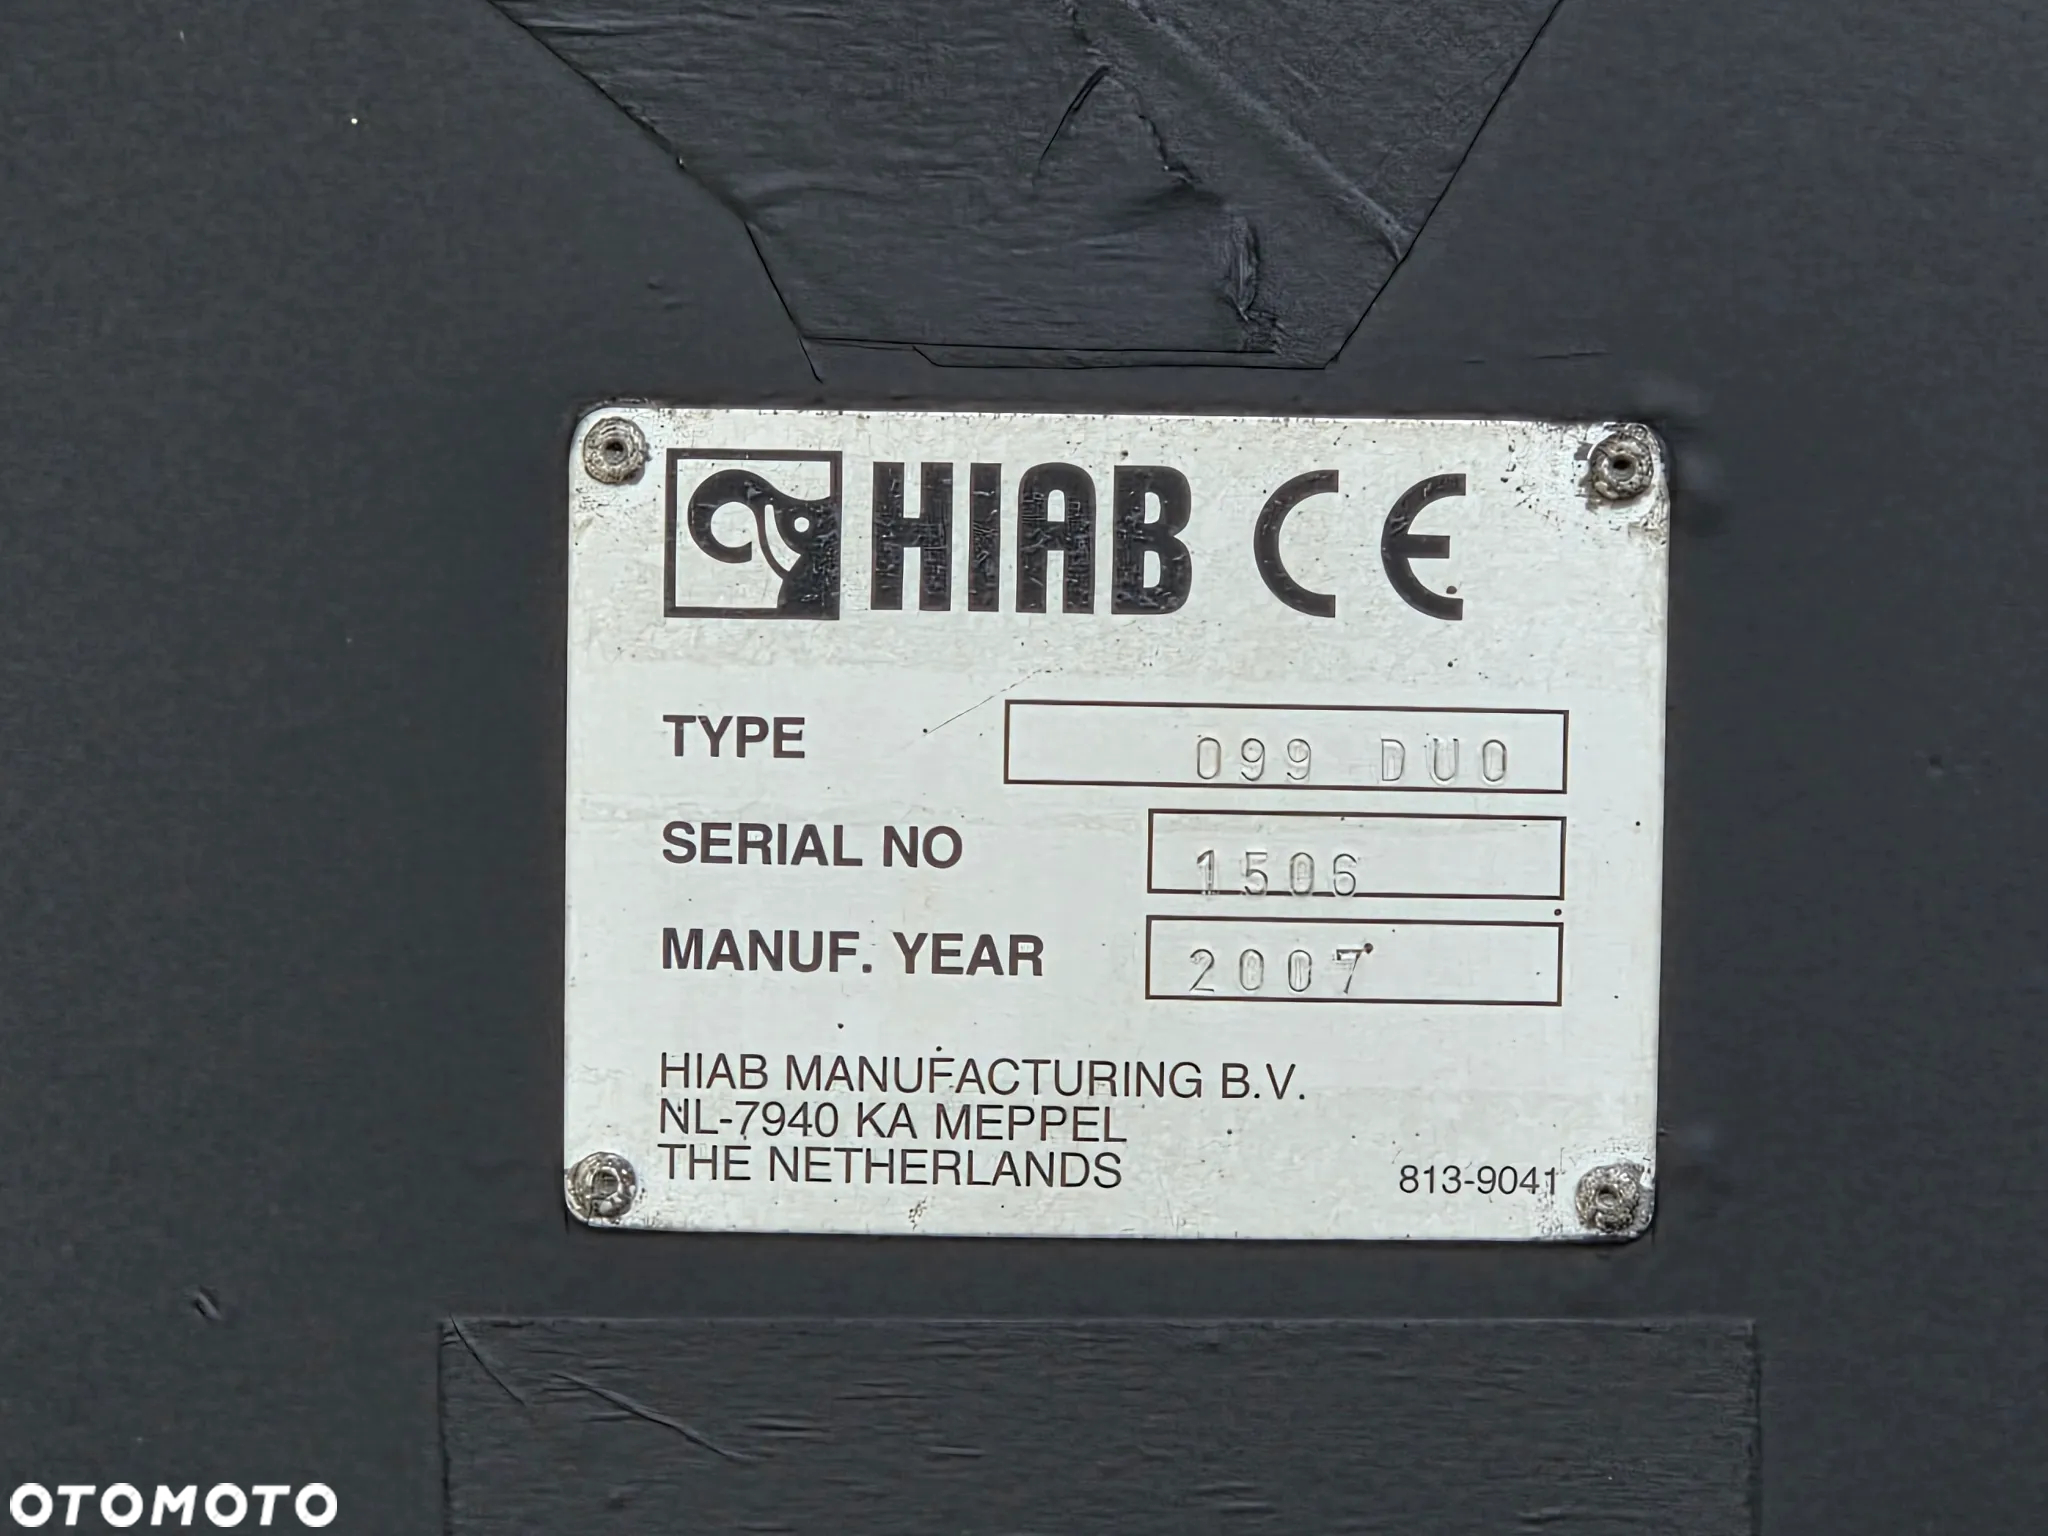 HIAB CE
TYPE 099 DUO
SERIAL NO 1506
MANUF. YEAR 2007
HIAB MANUFACTURING B.V.
NL-7940 KA MEPPEL
THE NETHERLANDS 813-9041
OTOMOTO